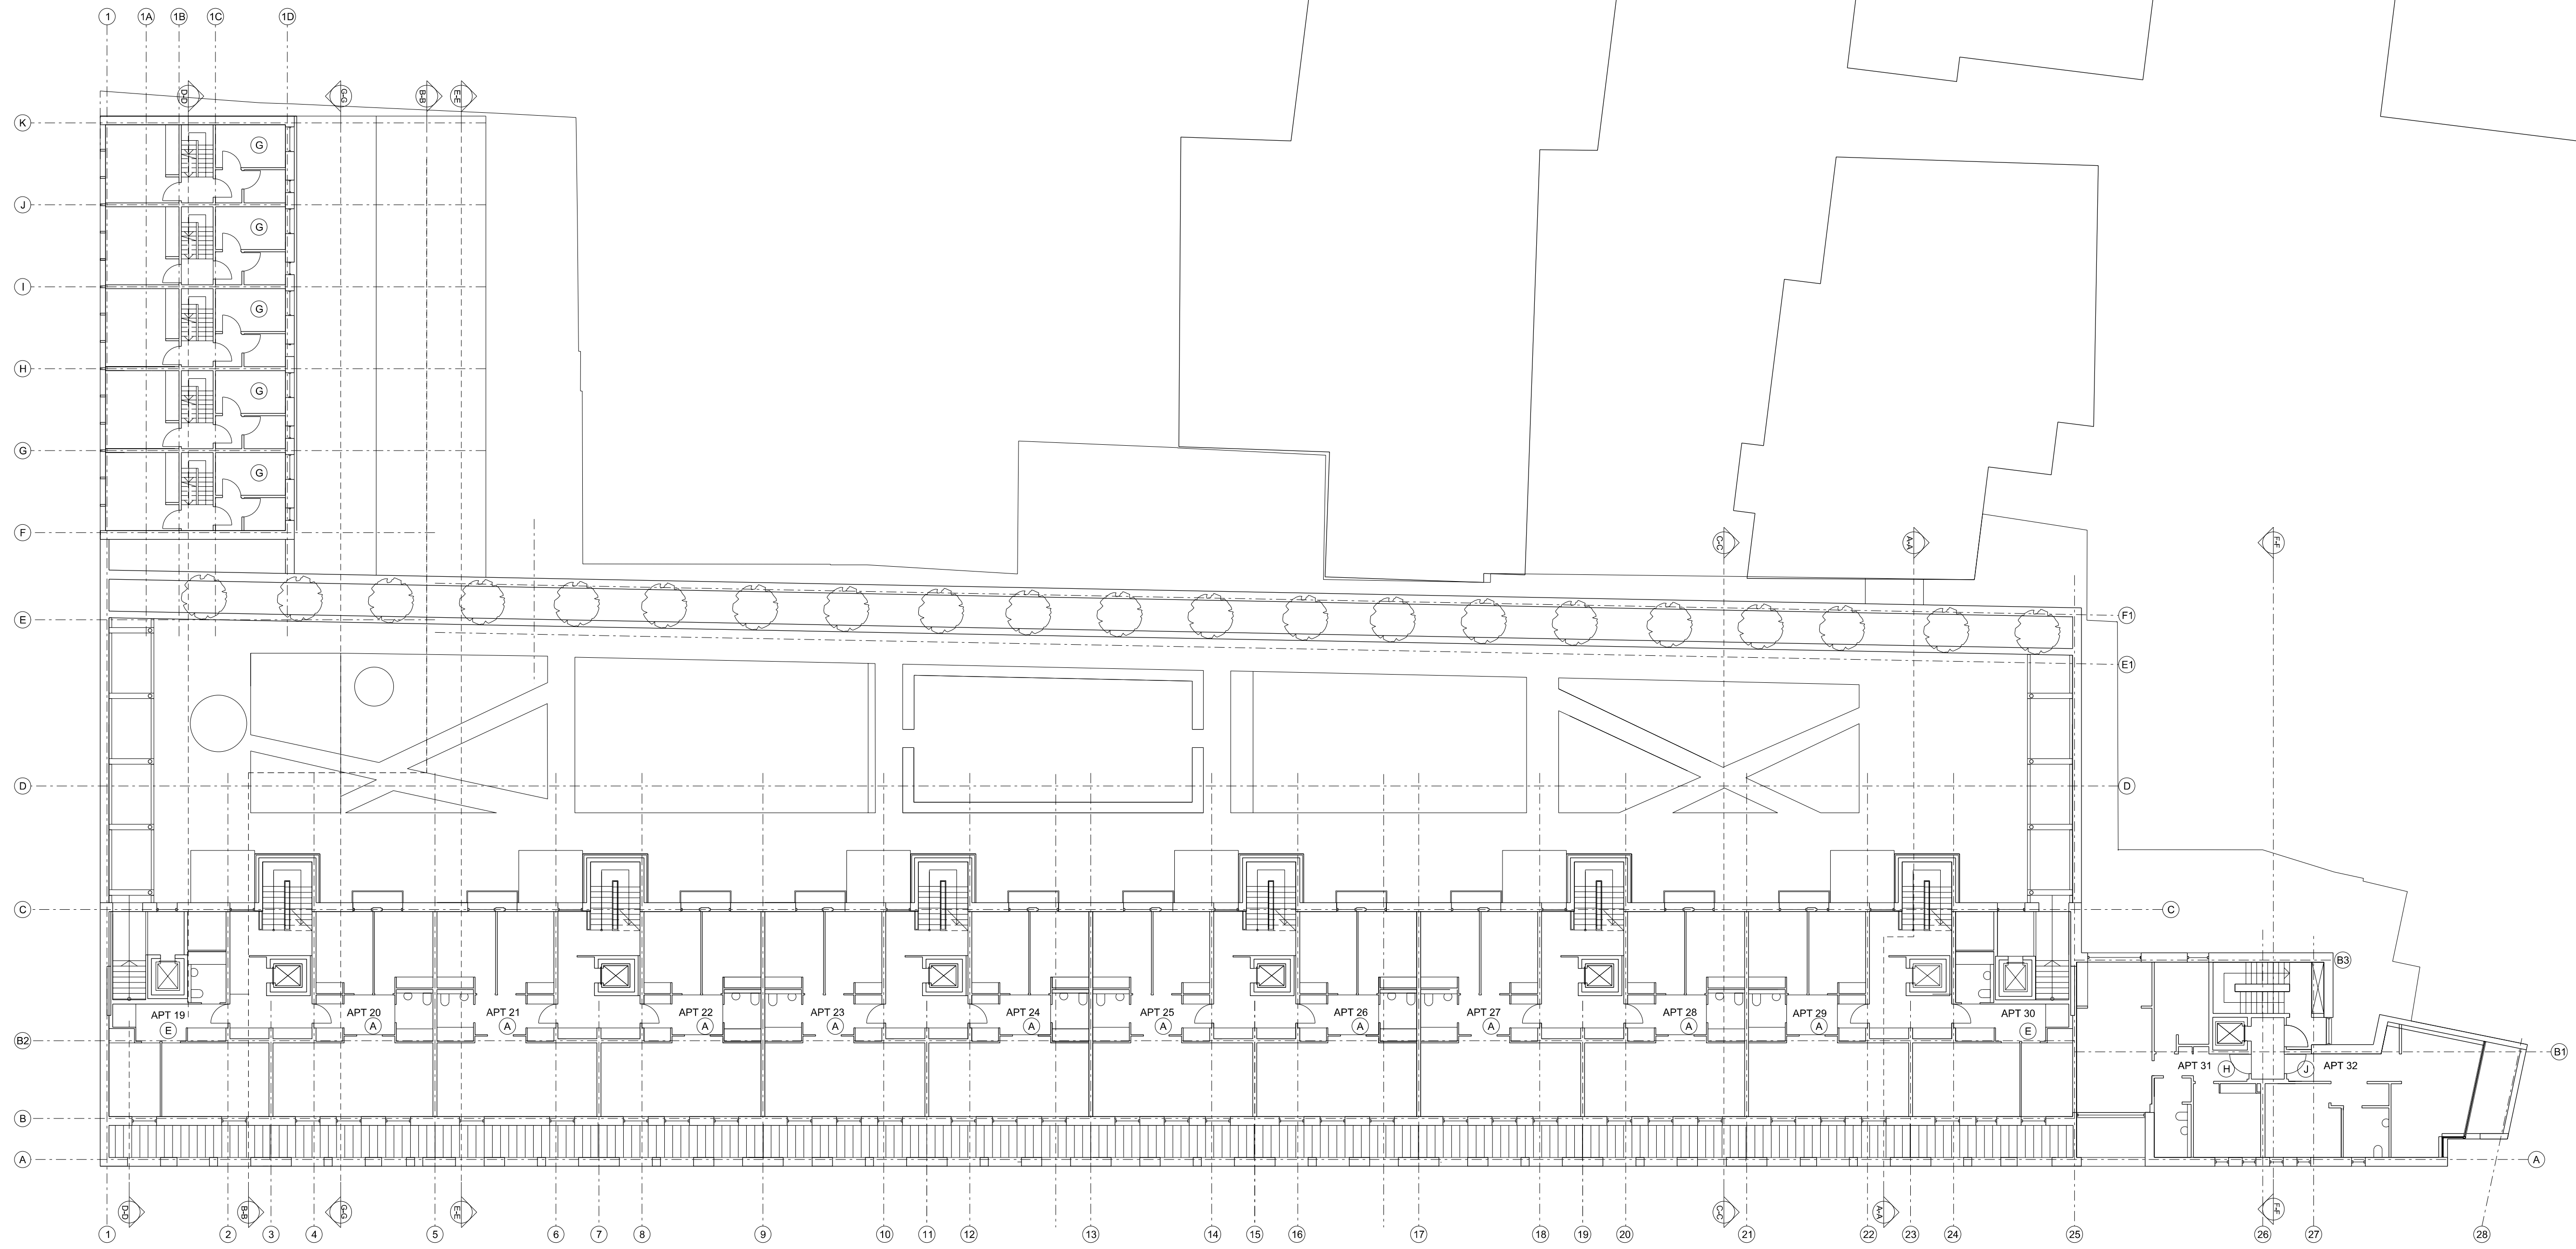 1 1A 1B 1C 1D
D-D G-G B-B E-E
K
G
J
G
I
G
H
G
G
G
F
C-C A-A F-F
E
F1
E1
D D
C C
B3
APT 19 APT 20 APT 21 APT 22 APT 23 APT 24 APT 25 APT 26 APT 27 APT 28 APT 29 APT 30
E A A A A A A A A A A E
B2
B1
APT 31 H J APT 32
B
A A
D-D B-B G-G E-E C-C A-A F-F
1 2 3 4 5 6 7 8 9 10 11 12 13 14 15 16 17 18 19 20 21 22 23 24 25 26 27 28